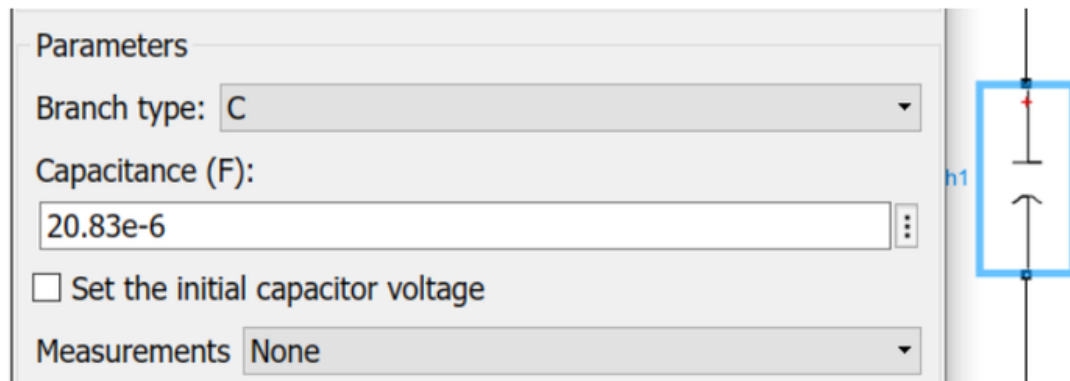 Parameters
Branch type: C
Capacitance (F):
20.83e-6
Set the initial capacitor voltage
Measurements None
h1
+